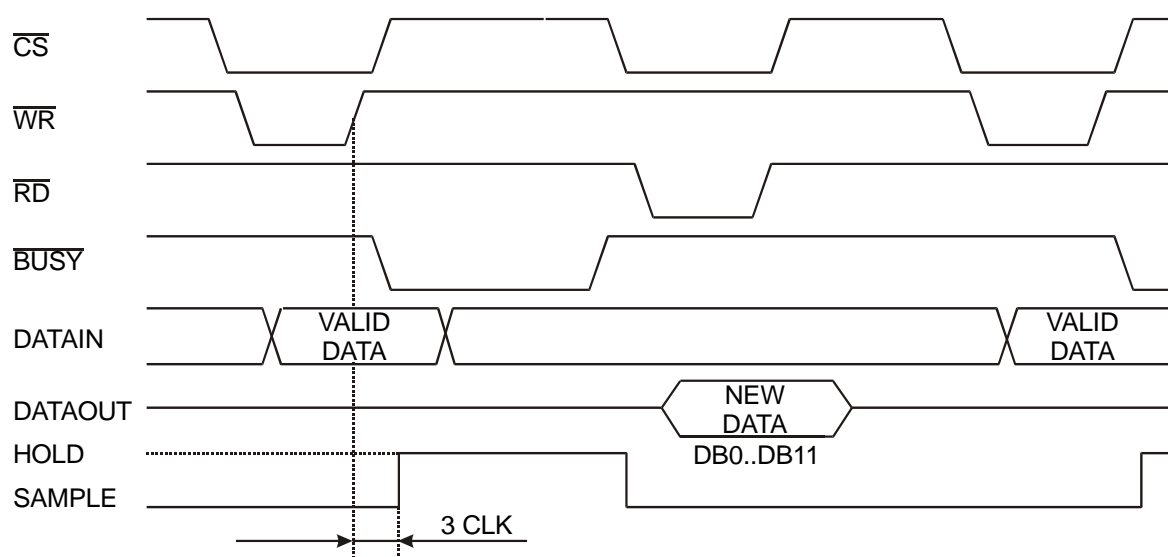 CS
WR
RD
BUSY
DATAIN
VALID
DATA
VALID
DATA
DATAOUT
NEW
DATA
DB0..DB11
HOLD
SAMPLE
3 CLK